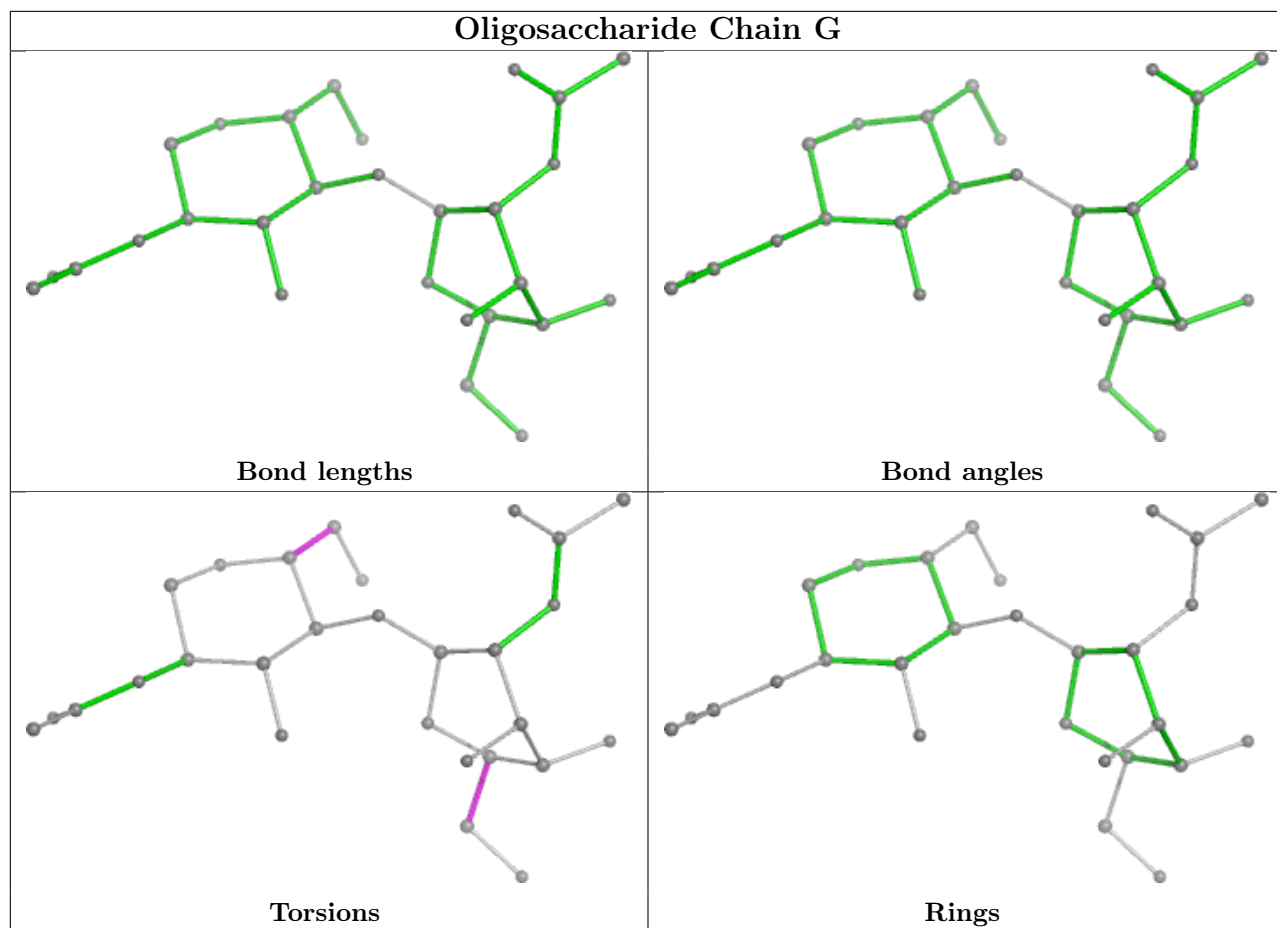 Oligosaccharide Chain G
Bond lengths
Bond angles
Torsions
Rings